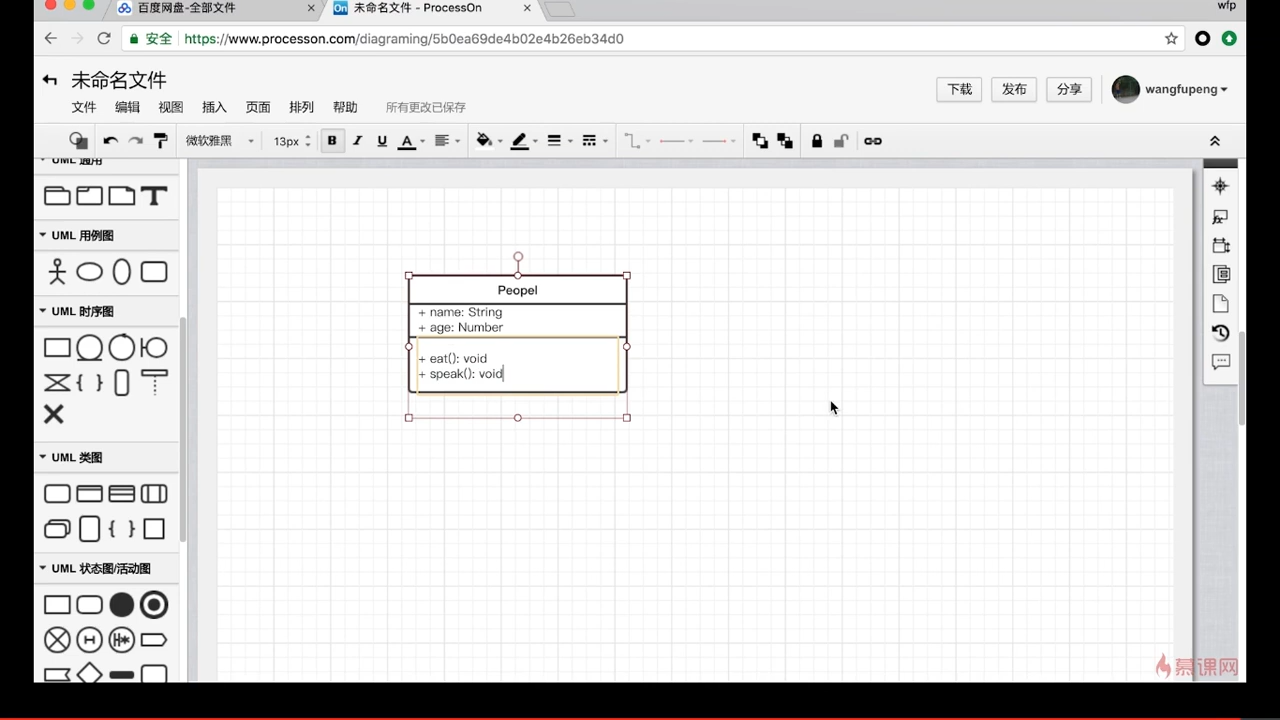 百度网盘-全部文件
On 未命名文件 - ProcessOn
wfp
安全 https://www.processon.com/diagraming/5b0ea69de4b02e4b26eb34d0
未命名文件
下载 发布 分享 wangfupeng
文件 编辑 视图 插入 页面 排列 帮助 所有更改已保存
微软雅黑 13px B I U A
UML 通用
T
UML 用例图
UML 时序图
UML 类图
UML 状态图/活动图
Peopel
+ name: String
+ age: Number
+ eat(): void
+ speak(): void
慕课网